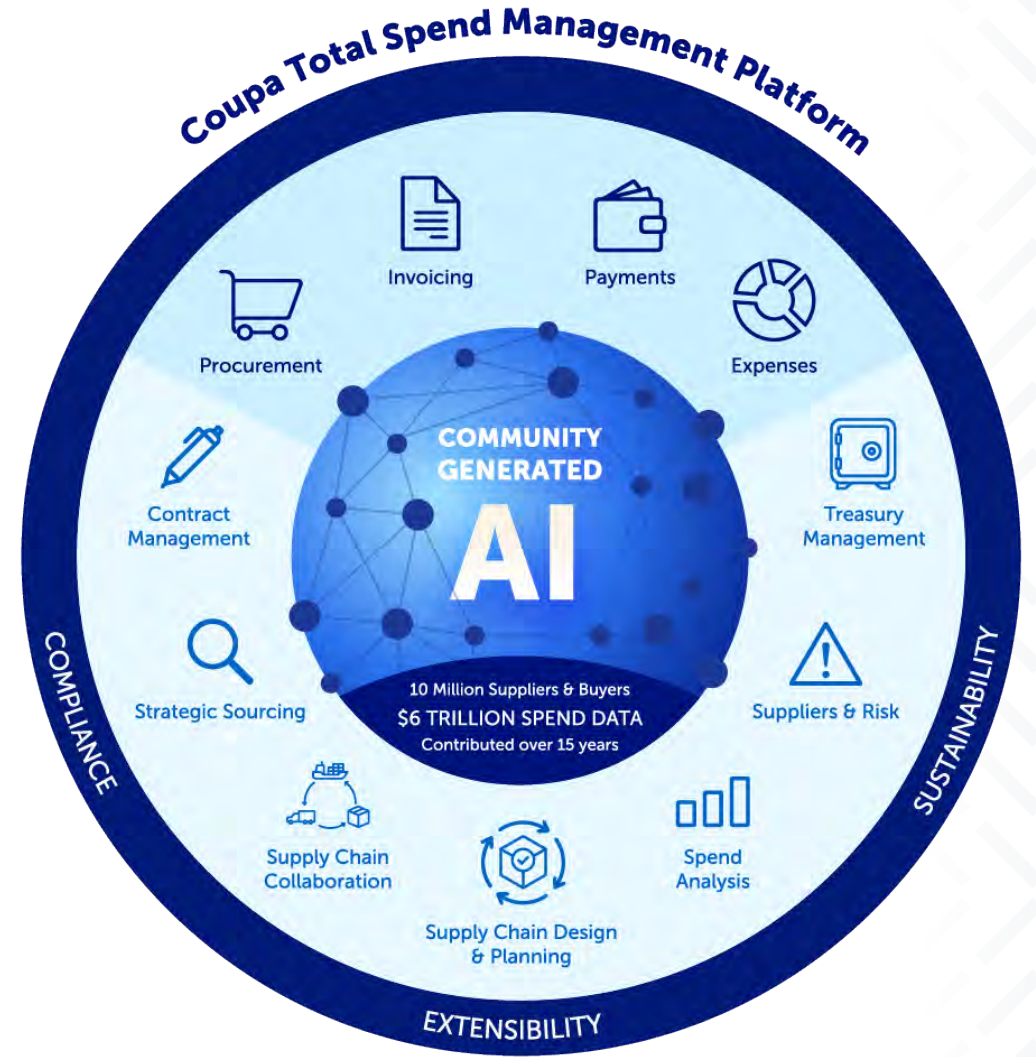 Coupa Total Spend Management Platform
Invoicing
Payments
Procurement
Expenses
COMMUNITY
GENERATED
AI
Contract
Management
Treasury
Management
10 Million Suppliers & Buyers
$6 TRILLION SPEND DATA
Contributed over 15 years
Strategic Sourcing
Suppliers & Risk
COMPLIANCE
SUSTAINABILITY
Supply Chain
Collaboration
Spend
Analysis
Supply Chain Design
& Planning
EXTENSIBILITY